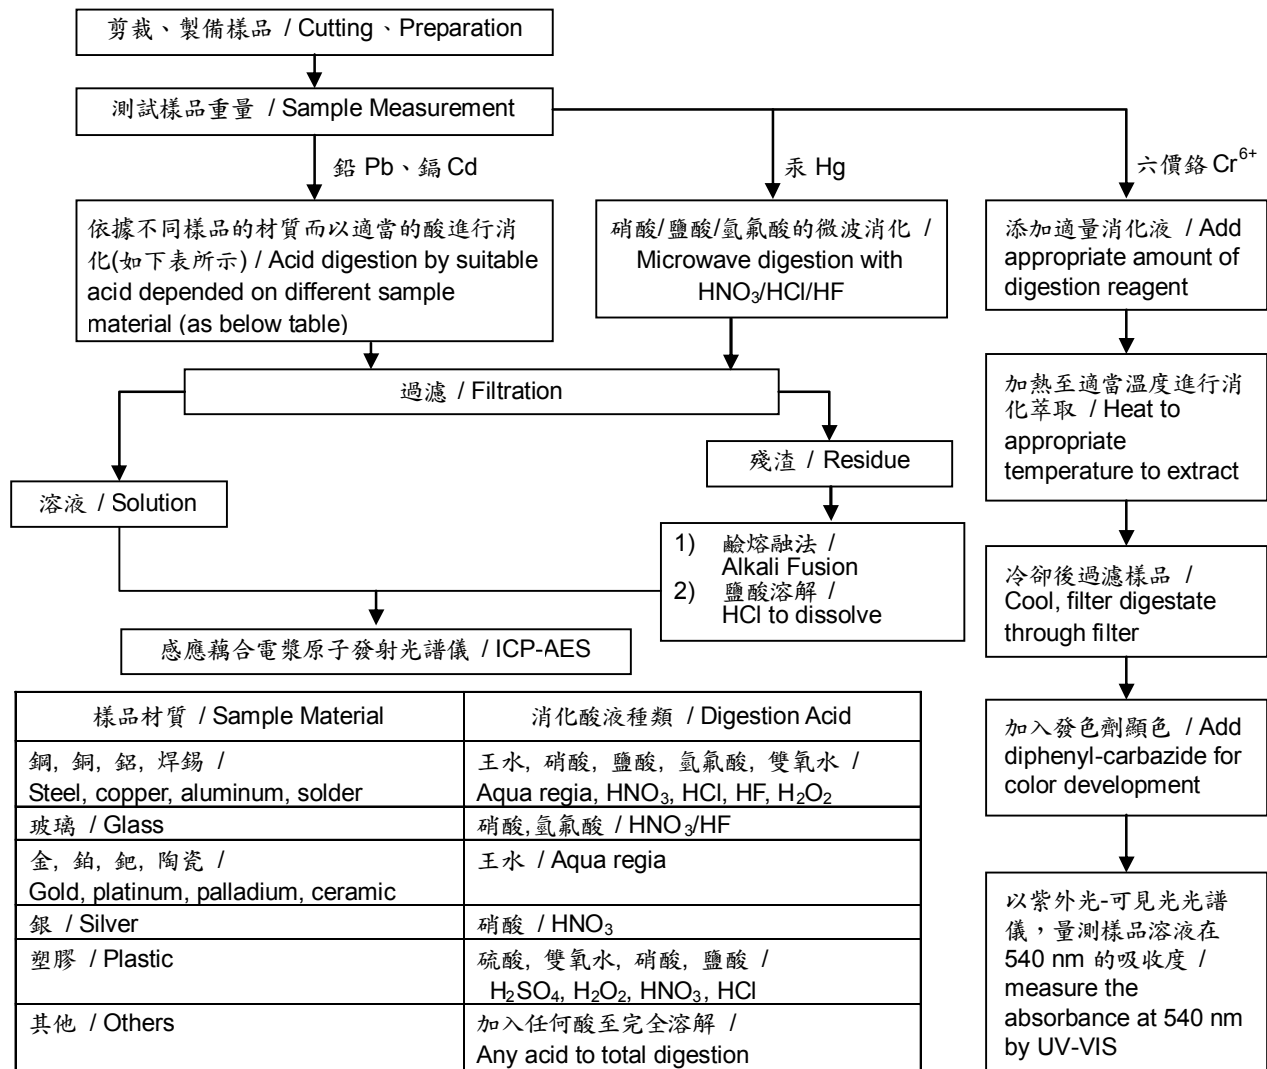 剪裁、製備樣品 / Cutting、Preparation
測試樣品重量 / Sample Measurement
鉛 Pb、鎘 Cd
汞 Hg
六價鉻 Cr⁶⁺
依據不同樣品的材質而以適當的酸進行消
化(如下表所示) / Acid digestion by suitable
acid depended on different sample
material (as below table)
硝酸/鹽酸/氫氟酸的微波消化 /
Microwave digestion with
HNO₃/HCl/HF
添加適量消化液 / Add
appropriate amount of
digestion reagent
過濾 / Filtration
加熱至適當溫度進行消
化萃取 / Heat to
appropriate
temperature to extract
溶液 / Solution
殘渣 / Residue
1) 鹼熔融法 /
Alkali Fusion
2) 鹽酸溶解 /
HCl to dissolve
冷卻後過濾樣品 /
Cool, filter digestate
through filter
感應藕合電漿原子發射光譜儀 / ICP-AES
加入發色劑顯色 / Add
diphenyl-carbazide for
color development
以紫外光-可見光光譜
儀，量測樣品溶液在
540 nm 的吸收度 /
measure the
absorbance at 540 nm
by UV-VIS
樣品材質 / Sample Material
消化酸液種類 / Digestion Acid
鋼, 銅, 鋁, 焊錫 /
Steel, copper, aluminum, solder
王水, 硝酸, 鹽酸, 氫氟酸, 雙氧水 /
Aqua regia, HNO₃, HCl, HF, H₂O₂
玻璃 / Glass
硝酸,氫氟酸 / HNO₃/HF
金, 鉑, 鈀, 陶瓷 /
Gold, platinum, palladium, ceramic
王水 / Aqua regia
銀 / Silver
硝酸 / HNO₃
塑膠 / Plastic
硫酸, 雙氧水, 硝酸, 鹽酸 /
H₂SO₄, H₂O₂, HNO₃, HCl
其他 / Others
加入任何酸至完全溶解 /
Any acid to total digestion